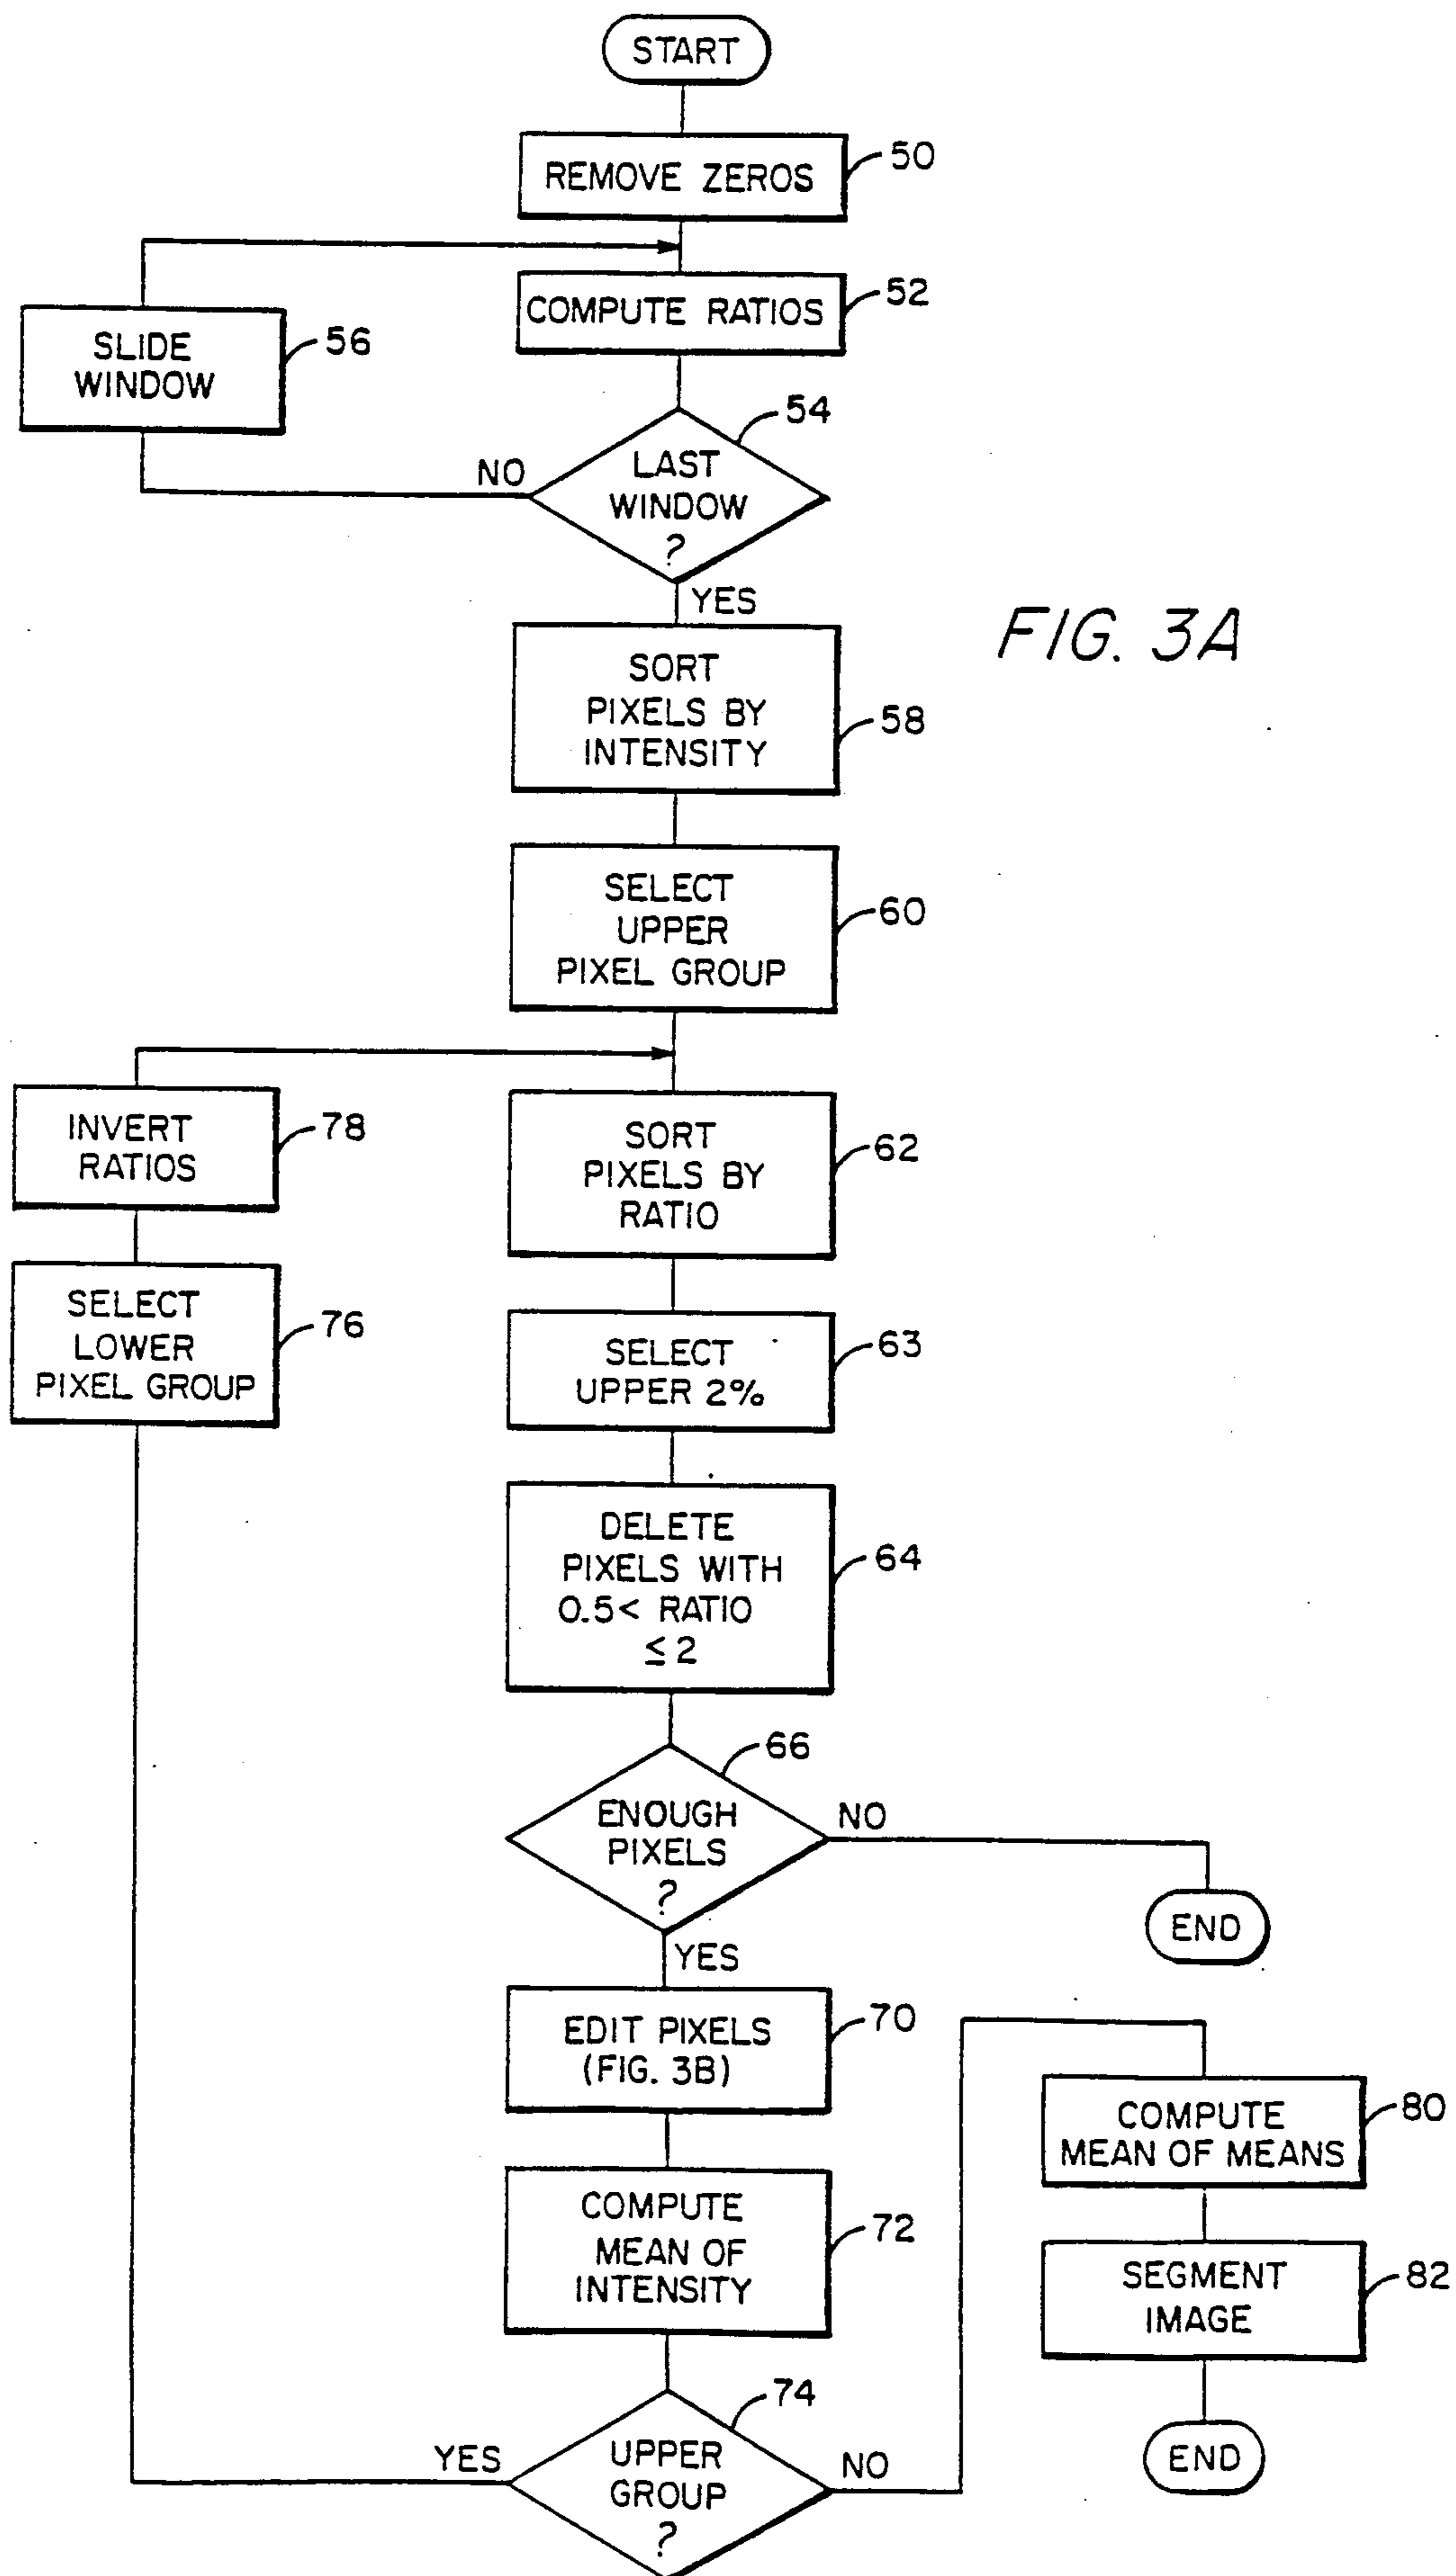 START
REMOVE ZEROS
50
COMPUTE RATIOS
52
SLIDE
WINDOW
56
LAST
WINDOW
?
54
NO
YES
FIG. 3A
SORT
PIXELS BY
INTENSITY
58
SELECT
UPPER
PIXEL GROUP
60
INVERT
RATIOS
78
SORT
PIXELS BY
RATIO
62
SELECT
LOWER
PIXEL GROUP
76
SELECT
UPPER 2%
63
DELETE
PIXELS WITH
0.5< RATIO
≤2
64
ENOUGH
PIXELS
?
66
NO
END
YES
EDIT PIXELS
(FIG. 3B)
70
COMPUTE
MEAN OF
INTENSITY
72
UPPER
GROUP
?
74
YES
NO
COMPUTE
MEAN OF MEANS
80
SEGMENT
IMAGE
82
END